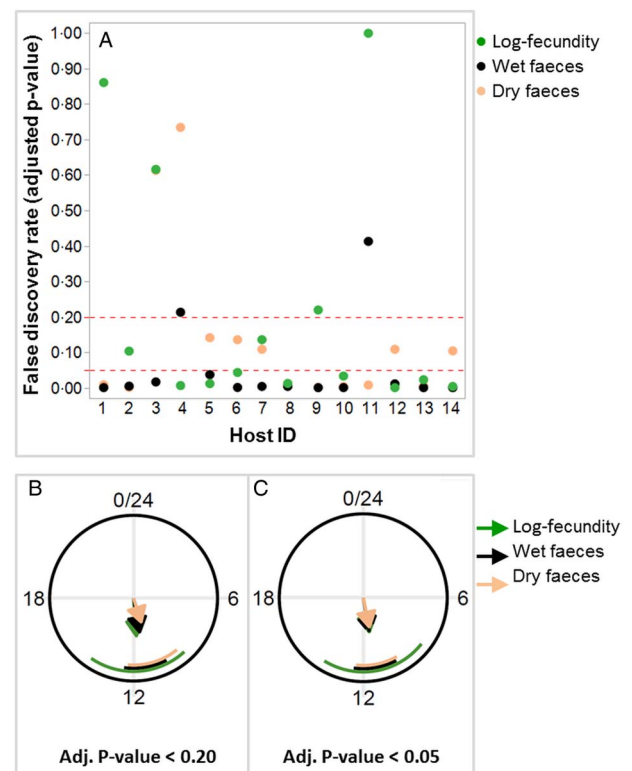 A
False discovery rate (adjusted p-value)
1·00
0·90
0·80
0·70
0·60
0·50
0·40
0·30
0·20
0·10
0·00
1 2 3 4 5 6 7 8 9 10 11 12 13 14
Host ID
Log-fecundity
Wet faeces
Dry faeces
B
0/24
18
6
12
Adj. P-value < 0.20
C
0/24
18
6
12
Adj. P-value < 0.05
Log-fecundity
Wet faeces
Dry faeces